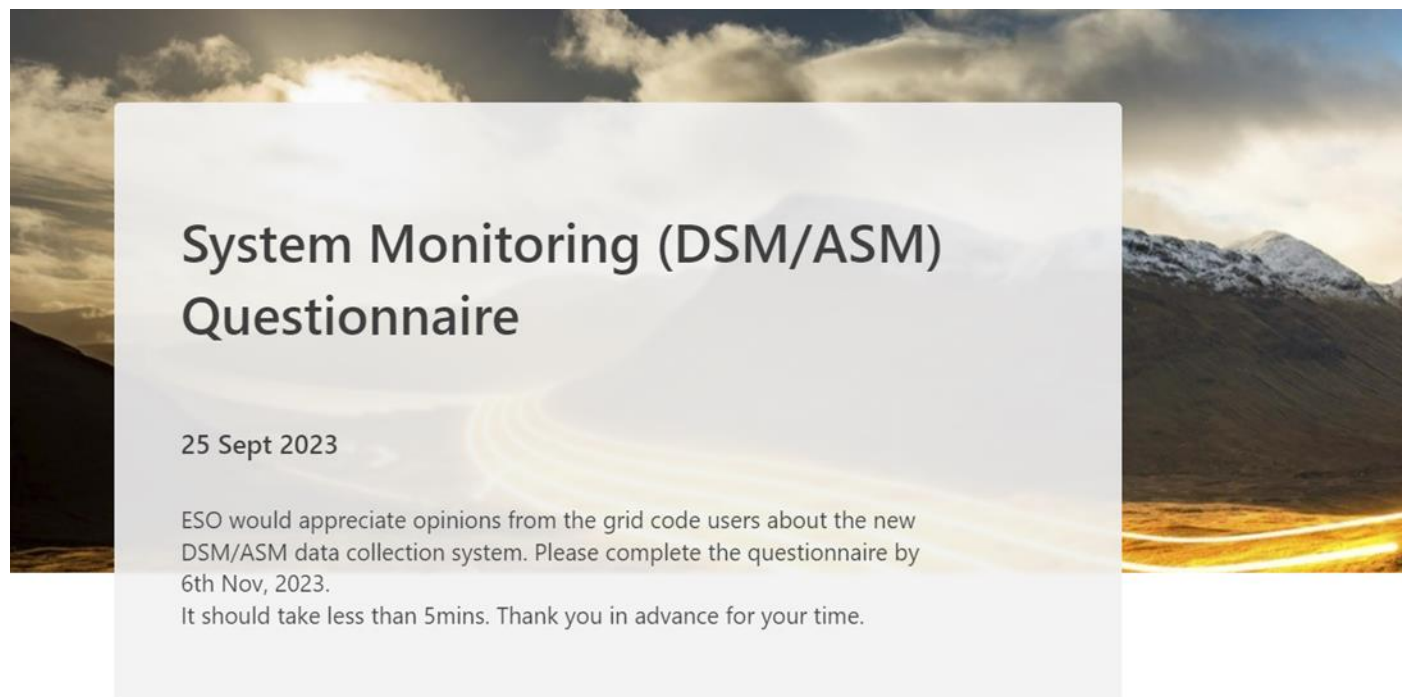 System Monitoring (DSM/ASM)
Questionnaire
25 Sept 2023
ESO would appreciate opinions from the grid code users about the new
DSM/ASM data collection system. Please complete the questionnaire by
6th Nov, 2023.
It should take less than 5mins. Thank you in advance for your time.